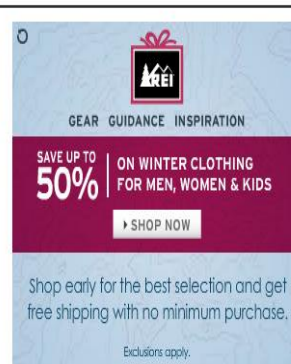 REI
GEAR GUIDANCE INSPIRATION
SAVE UP TO
50%
ON WINTER CLOTHING
FOR MEN, WOMEN & KIDS
SHOP NOW
Shop early for the best selection and get
free shipping with no minimum purchase.
Exclusions apply.